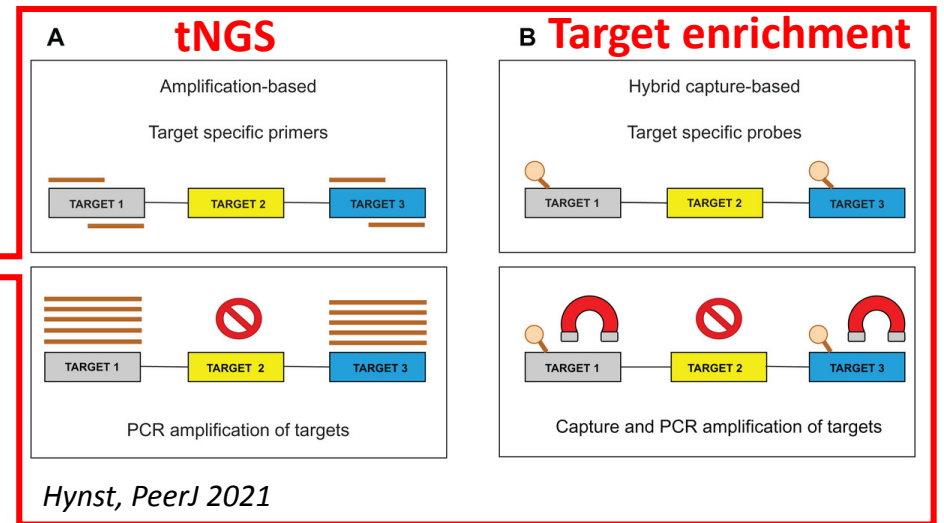 A
tNGS
Amplification-based
Target specific primers
TARGET 1
TARGET 2
TARGET 3
TARGET 1
TARGET 2
TARGET 3
PCR amplification of targets
B
Target enrichment
Hybrid capture-based
Target specific probes
TARGET 1
TARGET 2
TARGET 3
TARGET 1
TARGET 2
TARGET 3
Capture and PCR amplification of targets
Hynst, PeerJ 2021